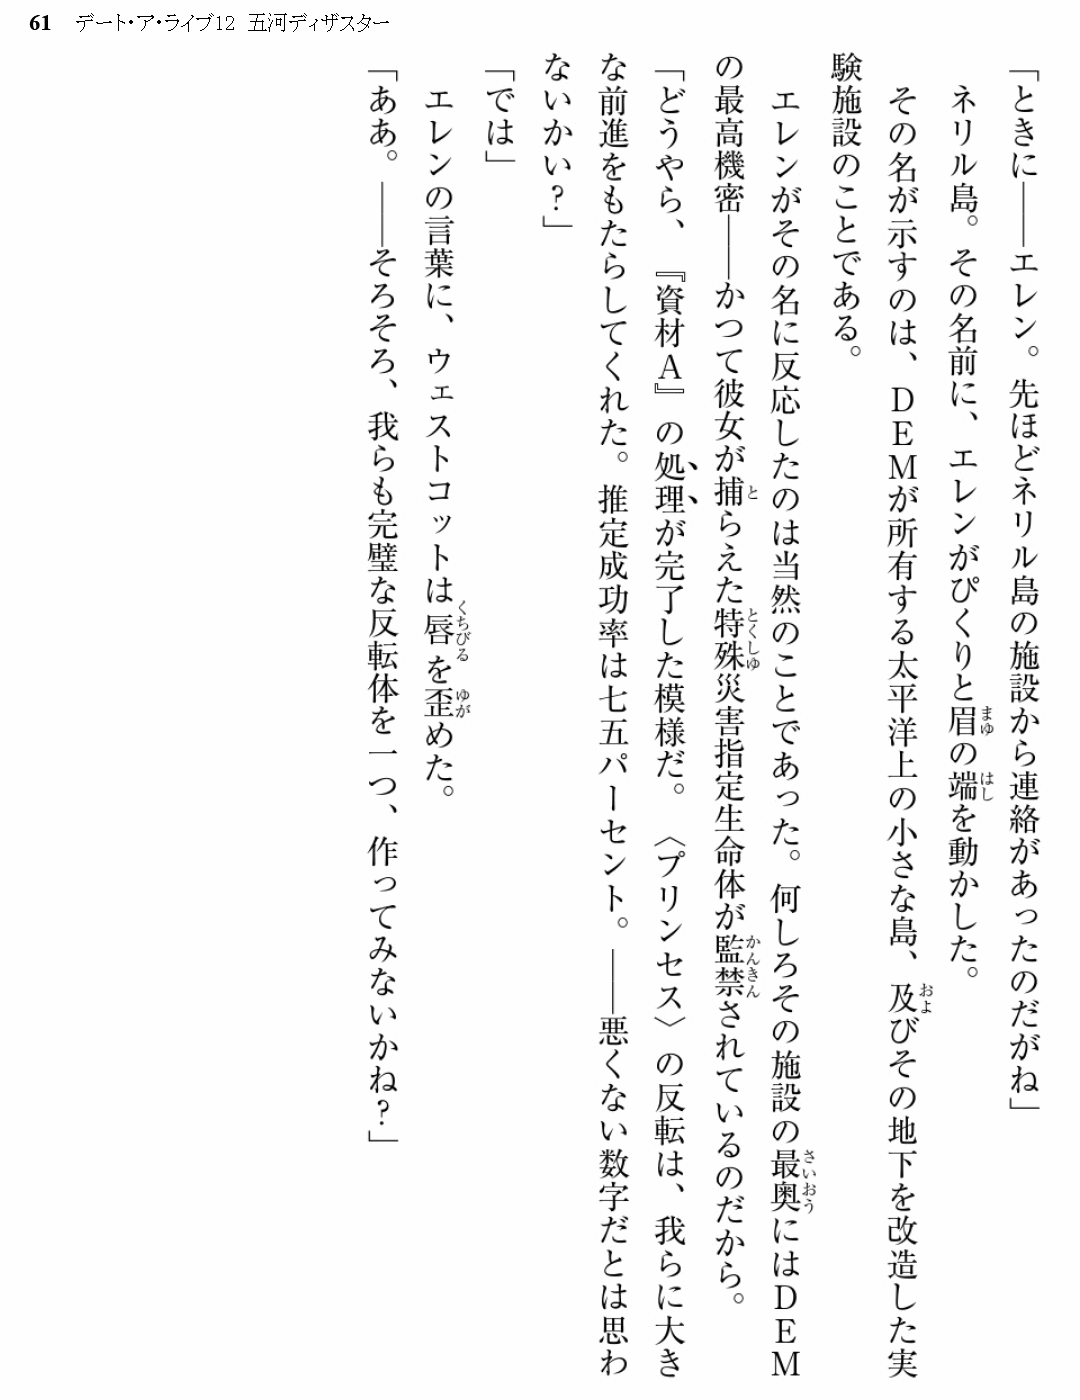 61 デート・ア・ライブ12 五河ディザスター
「ときに――エレン。先ほどネリル島の施設から連絡があったのだがね」
ネリル島。その名前に、エレンがぴくりと眉の端を動かした。
その名が示すのは、DEMが所有する太平洋上の小さな島、及びその地下を改造した実
験施設のことである。
エレンがその名に反応したのは当然のことであった。何しろその施設の最奥にはDEM
の最高機密――かつて彼女が捕らえた特殊災害指定生命体が監禁されているのだから。
「どうやら、『資材A』の処理が完了した模様だ。〈プリンセス〉の反転は、我らに大き
な前進をもたらしてくれた。推定成功率は七五パーセント。――悪くない数字だとは思わ
ないかい?」
「では」
エレンの言葉に、ウェストコットは唇を歪めた。
「ああ。――そろそろ、我らも完璧な反転体を一つ、作ってみないかね?」